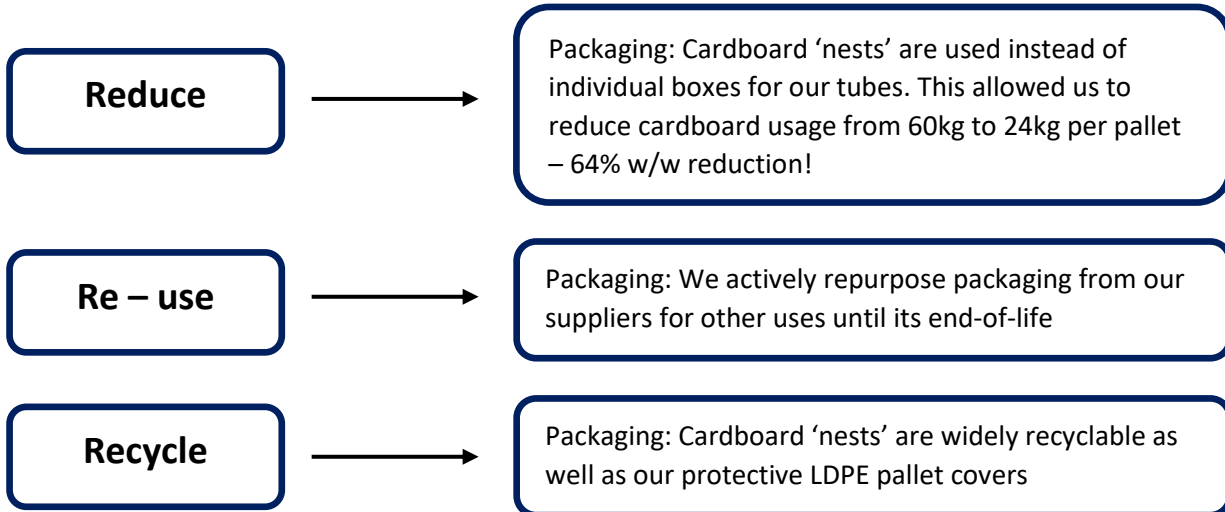 Reduce
Packaging: Cardboard ‘nests’ are used instead of
individual boxes for our tubes. This allowed us to
reduce cardboard usage from 60kg to 24kg per pallet
– 64% w/w reduction!
Re – use
Packaging: We actively repurpose packaging from our
suppliers for other uses until its end-of-life
Recycle
Packaging: Cardboard ‘nests’ are widely recyclable as
well as our protective LDPE pallet covers